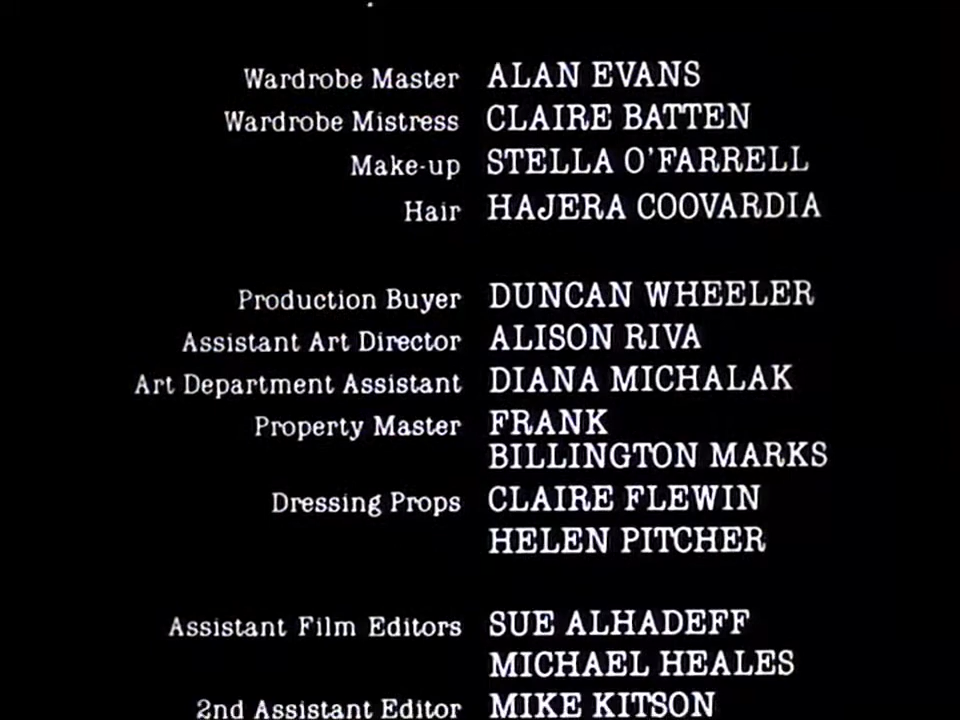 Wardrobe Master ALAN EVANS
Wardrobe Mistress CLAIRE BATTEN
Make-up STELLA O'FARRELL
Hair HAJERA COOVARDIA
Production Buyer DUNCAN WHEELER
Assistant Art Director ALISON RIVA
Art Department Assistant DIANA MICHALAK
Property Master FRANK
BILLINGTON MARKS
Dressing Props CLAIRE FLEWIN
HELEN PITCHER
Assistant Film Editors SUE ALHADEFF
MICHAEL HEALES
2nd Assistant Editor MIKE KITSON